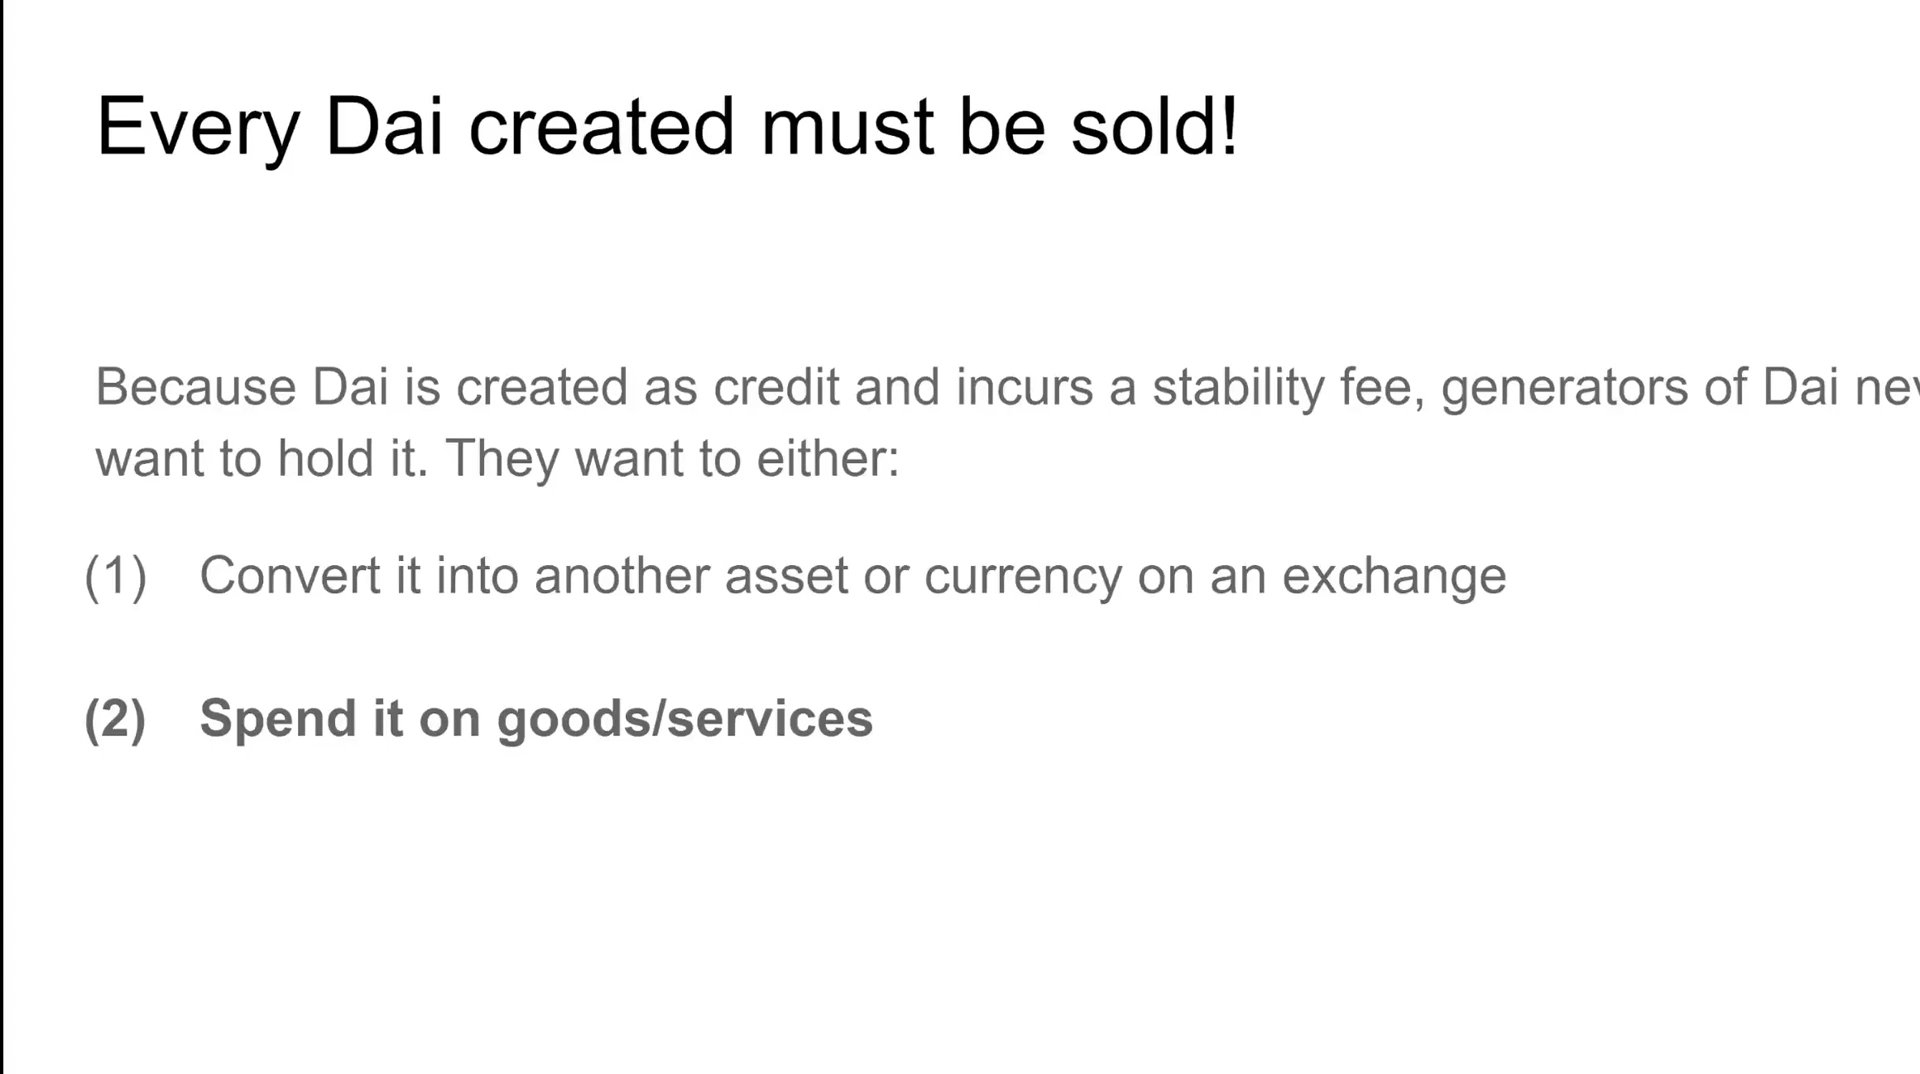 Every Dai created must be sold!
Because Dai is created as credit and incurs a stability fee, generators of Dai
want to hold it. They want to either:
(1) Convert it into another asset or currency on an exchange
(2) Spend it on goods/services